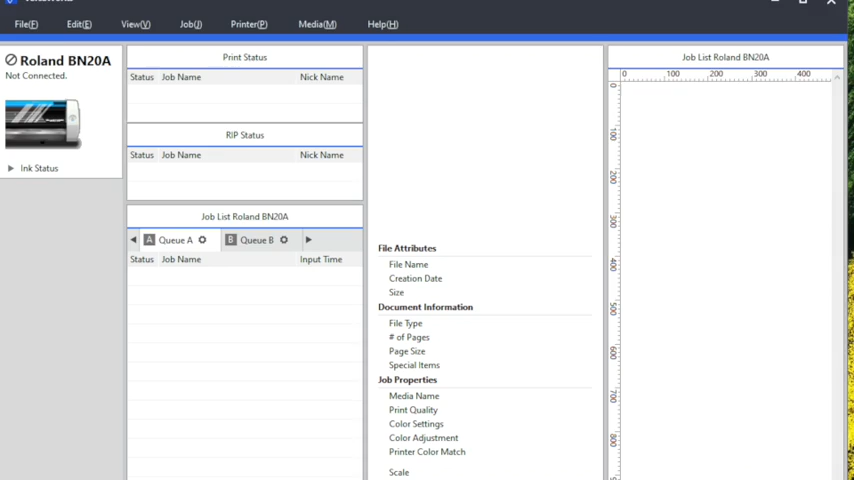 File(F) Edit(E) View(V) Job(J) Printer(P) Media(M) Help(H)
Roland BN20A
Not Connected.
Ink Status
Print Status
Status Job Name Nick Name
RIP Status
Status Job Name Nick Name
Job List Roland BN20A
A Queue A B Queue B
Status Job Name Input Time
File Attributes
File Name
Creation Date
Size
Document Information
File Type
# of Pages
Page Size
Special Items
Job Properties
Media Name
Print Quality
Color Settings
Color Adjustment
Printer Color Match
Scale
Job List Roland BN20A
0 100 200 300 400
0
100
200
300
400
500
600
700
800